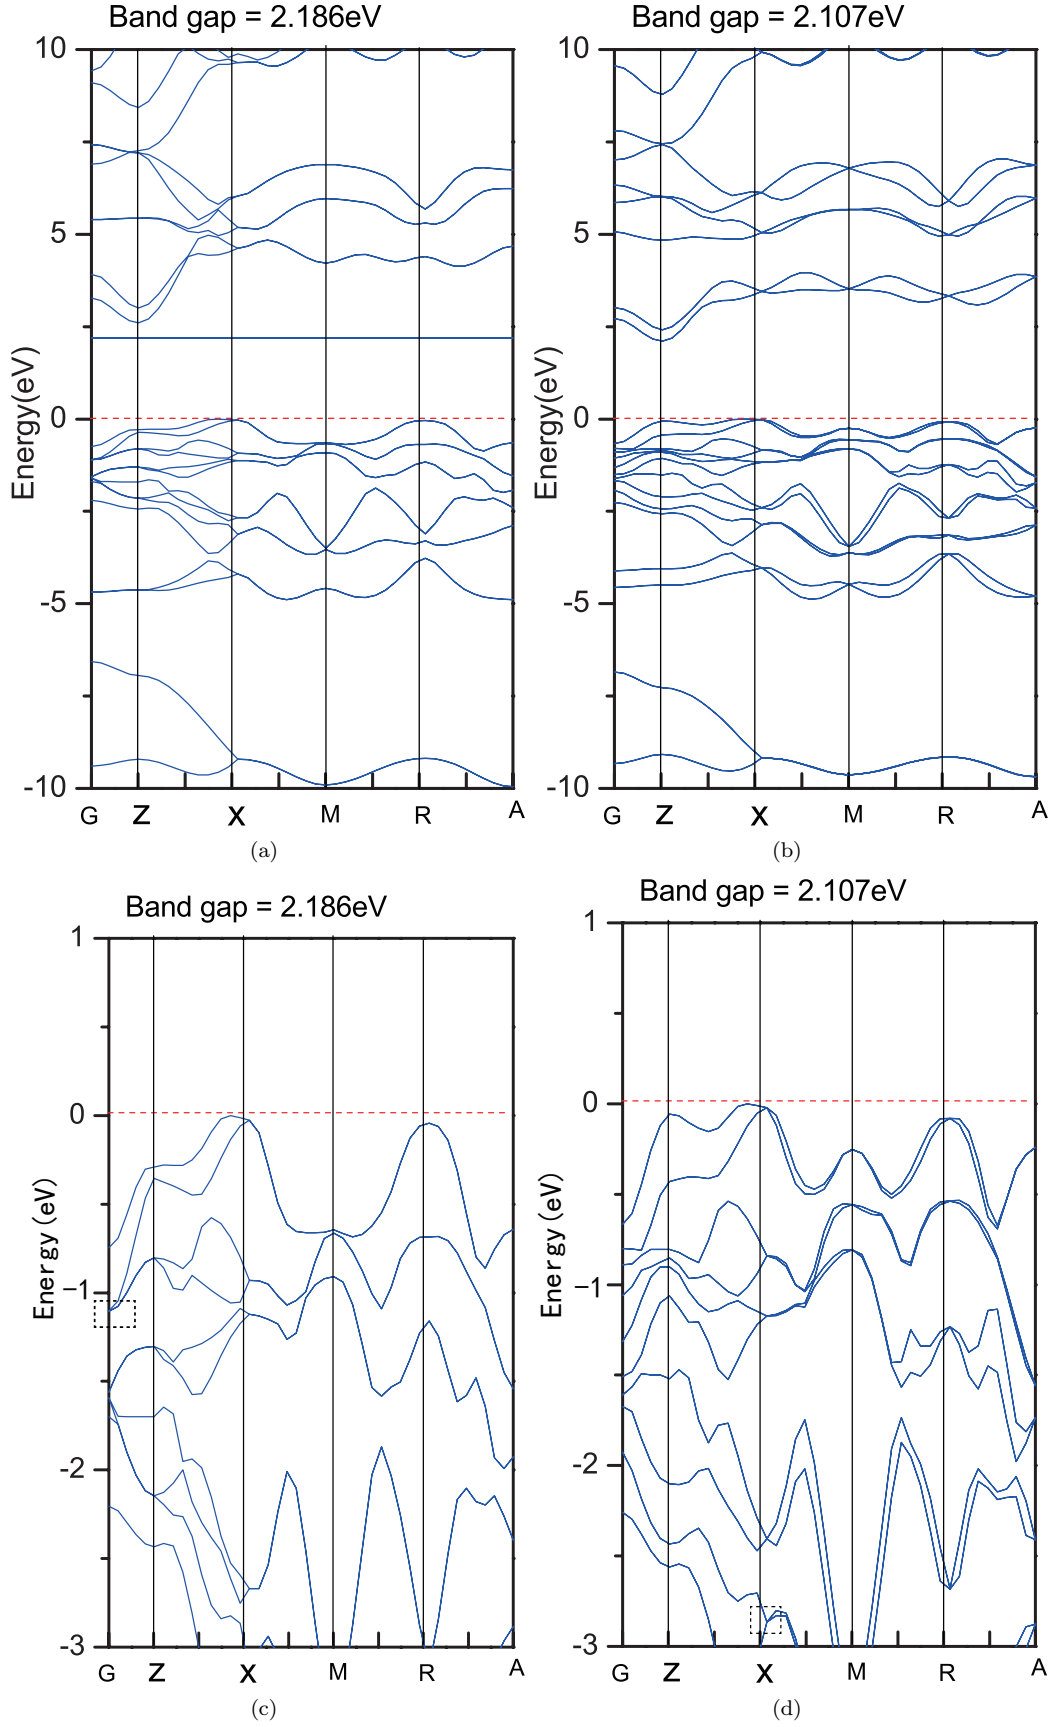 Band gap = 2.186eV
10
5
0
-5
-10
Energy(eV)
G Z X M R A
(a)
Band gap = 2.107eV
10
5
0
-5
-10
Energy(eV)
G Z X M R A
(b)
Band gap = 2.186eV
1
0
-1
-2
-3
Energy (eV)
G Z X M R A
(c)
Band gap = 2.107eV
1
0
-1
-2
-3
Energy (eV)
G Z X M R A
(d)